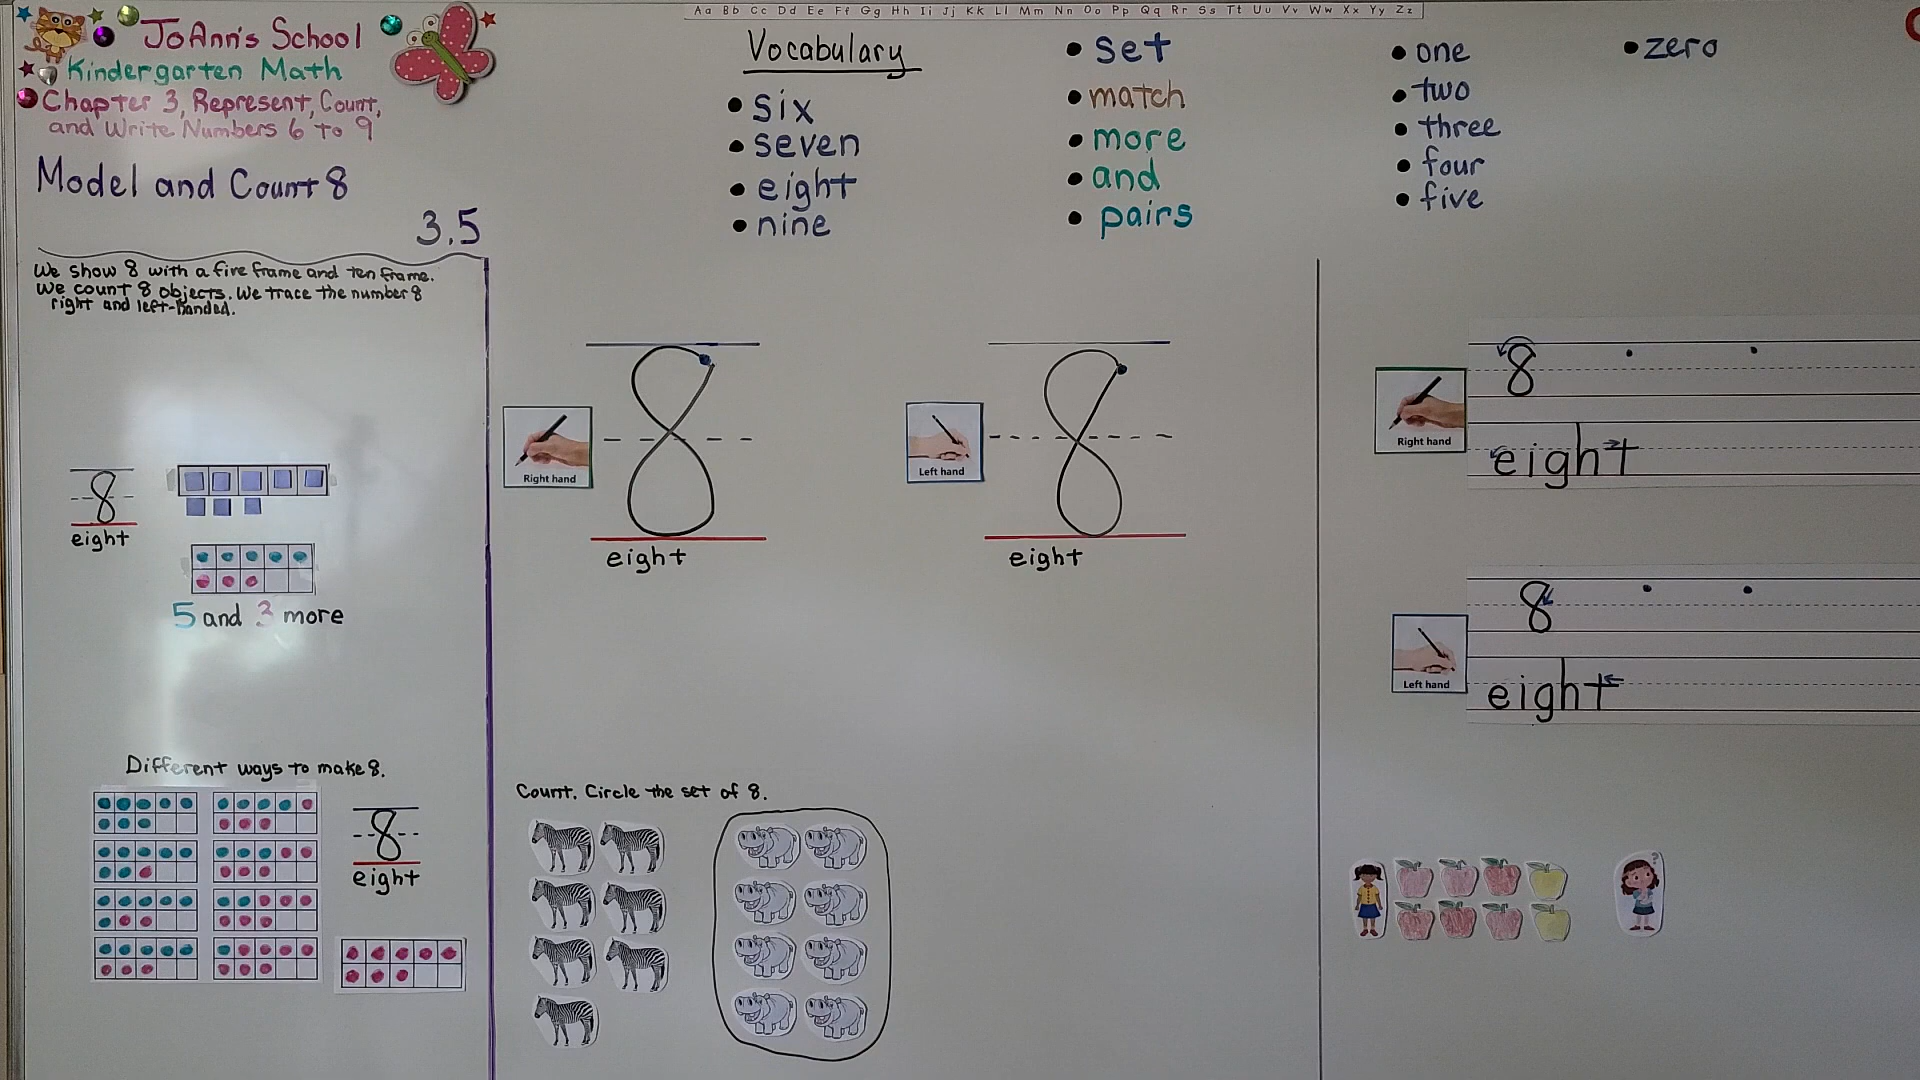 Aa Bb Cc Dd Ee Ff Gg Hh Ii Jj Kk Ll Mm Nn Oo Pp Qq Rr Ss Tt Uu Vv Ww Xx Yy Zz
JoAnn's School
Kindergarten Math
Chapter 3, Represent, Count,
and Write Numbers 6 to 9
Model and Count 8
3.5
Vocabulary
• six
• seven
• eight
• nine
• set
• match
• more
• and
• pairs
• one
• two
• three
• four
• five
• zero
We show 8 with a five frame and ten frame.
We count 8 objects. We trace the number 8
right and left-handed.
8
eight
5 and 3 more
Different ways to make 8.
8
eight
Right hand
8
eight
Left hand
8
eight
Count. Circle the set of 8.
Right hand
8
eight
Left hand
8
eight